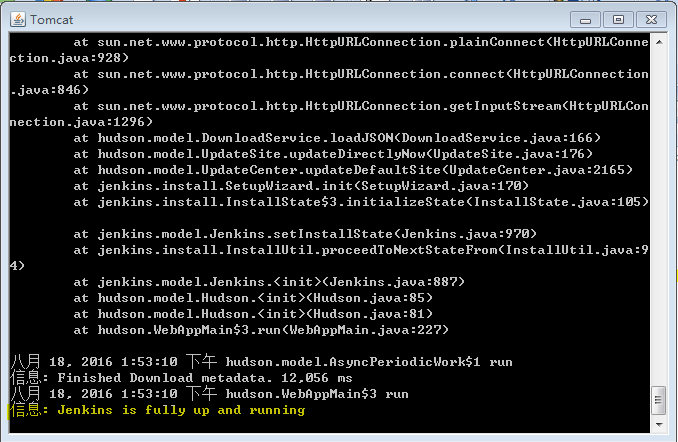 Tomcat
at sun.net.www.protocol.http.HttpURLConnection.plainConnect(HttpURLConne
ction.java:928)
at sun.net.www.protocol.http.HttpURLConnection.connect(HttpURLConnection
.java:846)
at sun.net.www.protocol.http.HttpURLConnection.getInputStream(HttpURLCon
nection.java:1296)
at hudson.model.DownloadService.loadJSON(DownloadService.java:166)
at hudson.model.UpdateSite.updateDirectlyNow(UpdateSite.java:176)
at hudson.model.UpdateCenter.updateDefaultSite(UpdateCenter.java:2165)
at jenkins.install.SetupWizard.init(SetupWizard.java:170)
at jenkins.install.InstallState$3.initializeState(InstallState.java:105)
at jenkins.model.Jenkins.setInstallState(Jenkins.java:970)
at jenkins.install.InstallUtil.proceedToNextStateFrom(InstallUtil.java:9
4)
at jenkins.model.Jenkins.<init>(Jenkins.java:887)
at hudson.model.Hudson.<init>(Hudson.java:85)
at hudson.model.Hudson.<init>(Hudson.java:81)
at hudson.WebAppMain$3.run(WebAppMain.java:227)
八月 18, 2016 1:53:10 下午 hudson.model.AsyncPeriodicWork$1 run
信息: Finished Download metadata. 12,056 ms
八月 18, 2016 1:53:10 下午 hudson.WebAppMain$3 run
信息: Jenkins is fully up and running